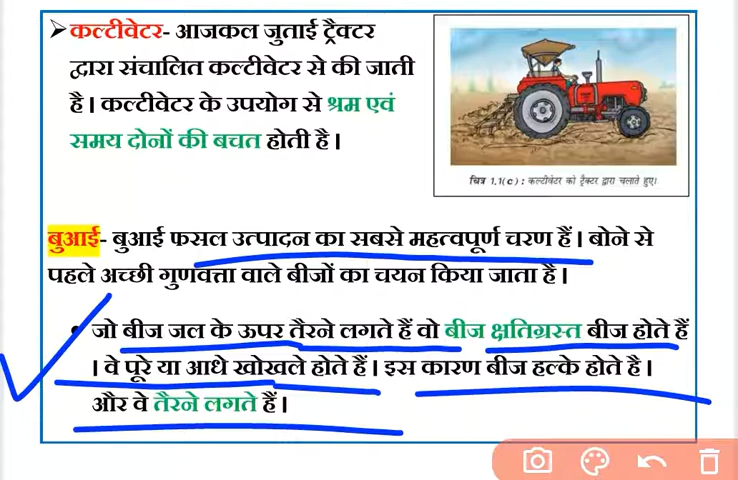 ➢कल्टीवेटर- आजकल जुताई ट्रैक्टर
द्वारा संचालित कल्टीवेटर से की जाती
है। कल्टीवेटर के उपयोग से श्रम एवं
समय दोनों की बचत होती है।
चित्र 1.1(c) : कल्टीवेटर को ट्रैक्टर द्वारा चलाते हुए।
बुआई- बुआई फसल उत्पादन का सबसे महत्वपूर्ण चरण हैं। बोने से
पहले अच्छी गुणवत्ता वाले बीजों का चयन किया जाता है।
• जो बीज जल के ऊपर तैरने लगते हैं वो बीज क्षतिग्रस्त बीज होते हैं
। वे पूरे या आधे खोखले होते हैं। इस कारण बीज हल्के होते है।
और वे तैरने लगते हैं।